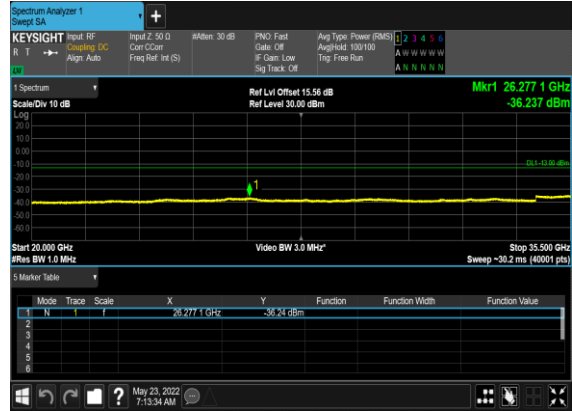 Spectrum Analyzer 1
Swept SA
+
KEYSIGHT Input: RF Input Z: 50 Ω #Atten: 30 dB PNO: Fast Avg Type: Power (RMS) 1 2 3 4 5 6
R T Coupling: DC Corr CCorr Gate: Off Avg|Hold: 100/100 A W W W W W
Align: Auto Freq Ref: Int (S) IF Gain: Low Trig: Free Run
Sig Track: Off A N N N N N
1 Spectrum Ref Lvl Offset 15.56 dB Mkr1 26.277 1 GHz
Scale/Div 10 dB Ref Level 30.00 dBm -36.237 dBm
Log
20.0
10.0
0.00
-10.0
DL1 -13.00 dBm
-20.0
-30.0
1
-40.0
-50.0
-60.0
Start 20.000 GHz Video BW 3.0 MHz* Stop 35.500 GHz
#Res BW 1.0 MHz Sweep ~30.2 ms (40001 pts)
5 Marker Table
Mode Trace Scale X Y Function Function Width Function Value
1 N 1 f 26.277 1 GHz -36.24 dBm
2
3
4
5
6
? May 23, 2022
7:13:34 AM